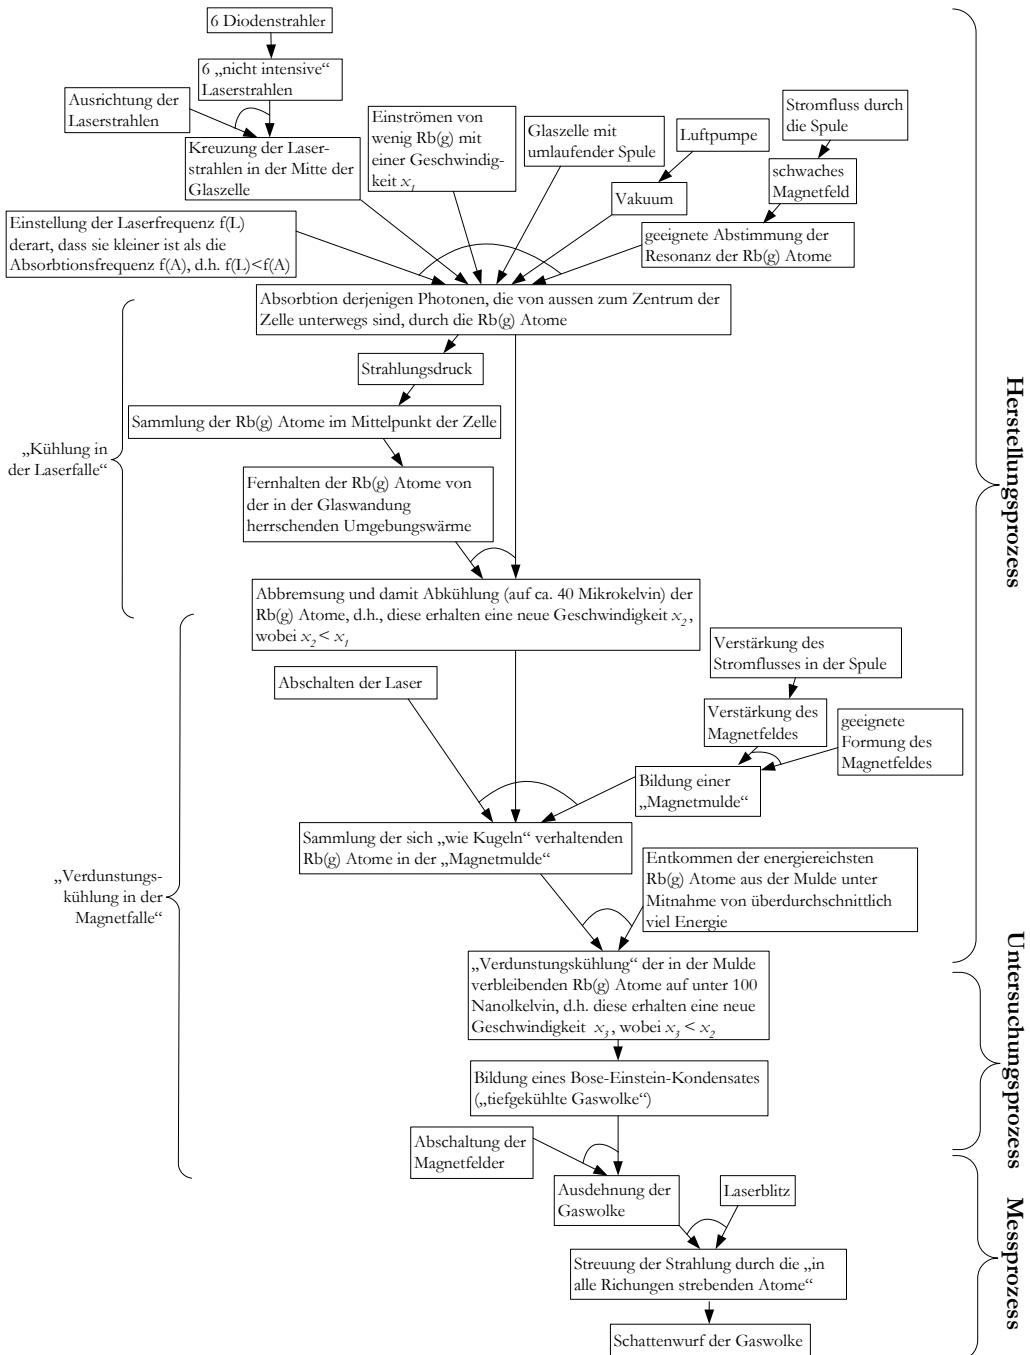 6 Diodenstrahler
6 „nicht intensive“
Laserstrahlen
Ausrichtung der
Laserstrahlen
Kreuzung der Laser-
strahlen in der Mitte der
Glaszelle
Einströmen von
wenig Rb(g) mit
einer Geschwindig-
keit x₁
Glaszelle mit
umlaufender Spule
Luftpumpe
Vakuum
Stromfluss durch
die Spule
schwaches
Magnetfeld
geeignete Abstimmung der
Resonanz der Rb(g) Atome
Einstellung der Laserfrequenz f(L)
derart, dass sie kleiner ist als die
Absorbtionsfrequenz f(A), d.h. f(L)<f(A)
Absorbtion derjenigen Photonen, die von aussen zum Zentrum der
Zelle unterwegs sind, durch die Rb(g) Atome
Strahlungsdruck
Sammlung der Rb(g) Atome im Mittelpunkt der Zelle
„Kühlung in
der Laserfalle“
Fernhalten der Rb(g) Atome von
der in der Glaswandung
herrschenden Umgebungswärme
Herstellungsprozess
Abbremsung und damit Abkühlung (auf ca. 40 Mikrokelvin) der
Rb(g) Atome, d.h., diese erhalten eine neue Geschwindigkeit x₂,
wobei x₂ < x₁
Abschalten der Laser
Verstärkung des
Stromflusses in der Spule
Verstärkung des
Magnetfeldes
geeignete
Formung des
Magnetfeldes
Bildung einer
„Magnetmulde“
Sammlung der sich „wie Kugeln“ verhaltenden
Rb(g) Atome in der „Magnetmulde“
„Verdunstungs-
kühlung in der
Magnetfalle“
Entkommen der energiereichsten
Rb(g) Atome aus der Mulde unter
Mitnahme von überdurchschnittlich
viel Energie
„Verdunstungskühlung“ der in der Mulde
verbleibenden Rb(g) Atome auf unter 100
Nanolkelvin, d.h. diese erhalten eine neue
Geschwindigkeit x₃, wobei x₃ < x₂
Untersuchungsprozess
Bildung eines Bose-Einstein-Kondensates
(„tiefgekühlte Gaswolke“)
Abschaltung der
Magnetfelder
Ausdehnung der
Gaswolke
Laserblitz
Messprozess
Streuung der Strahlung durch die „in
alle Richungen strebenden Atome“
Schattenwurf der Gaswolke